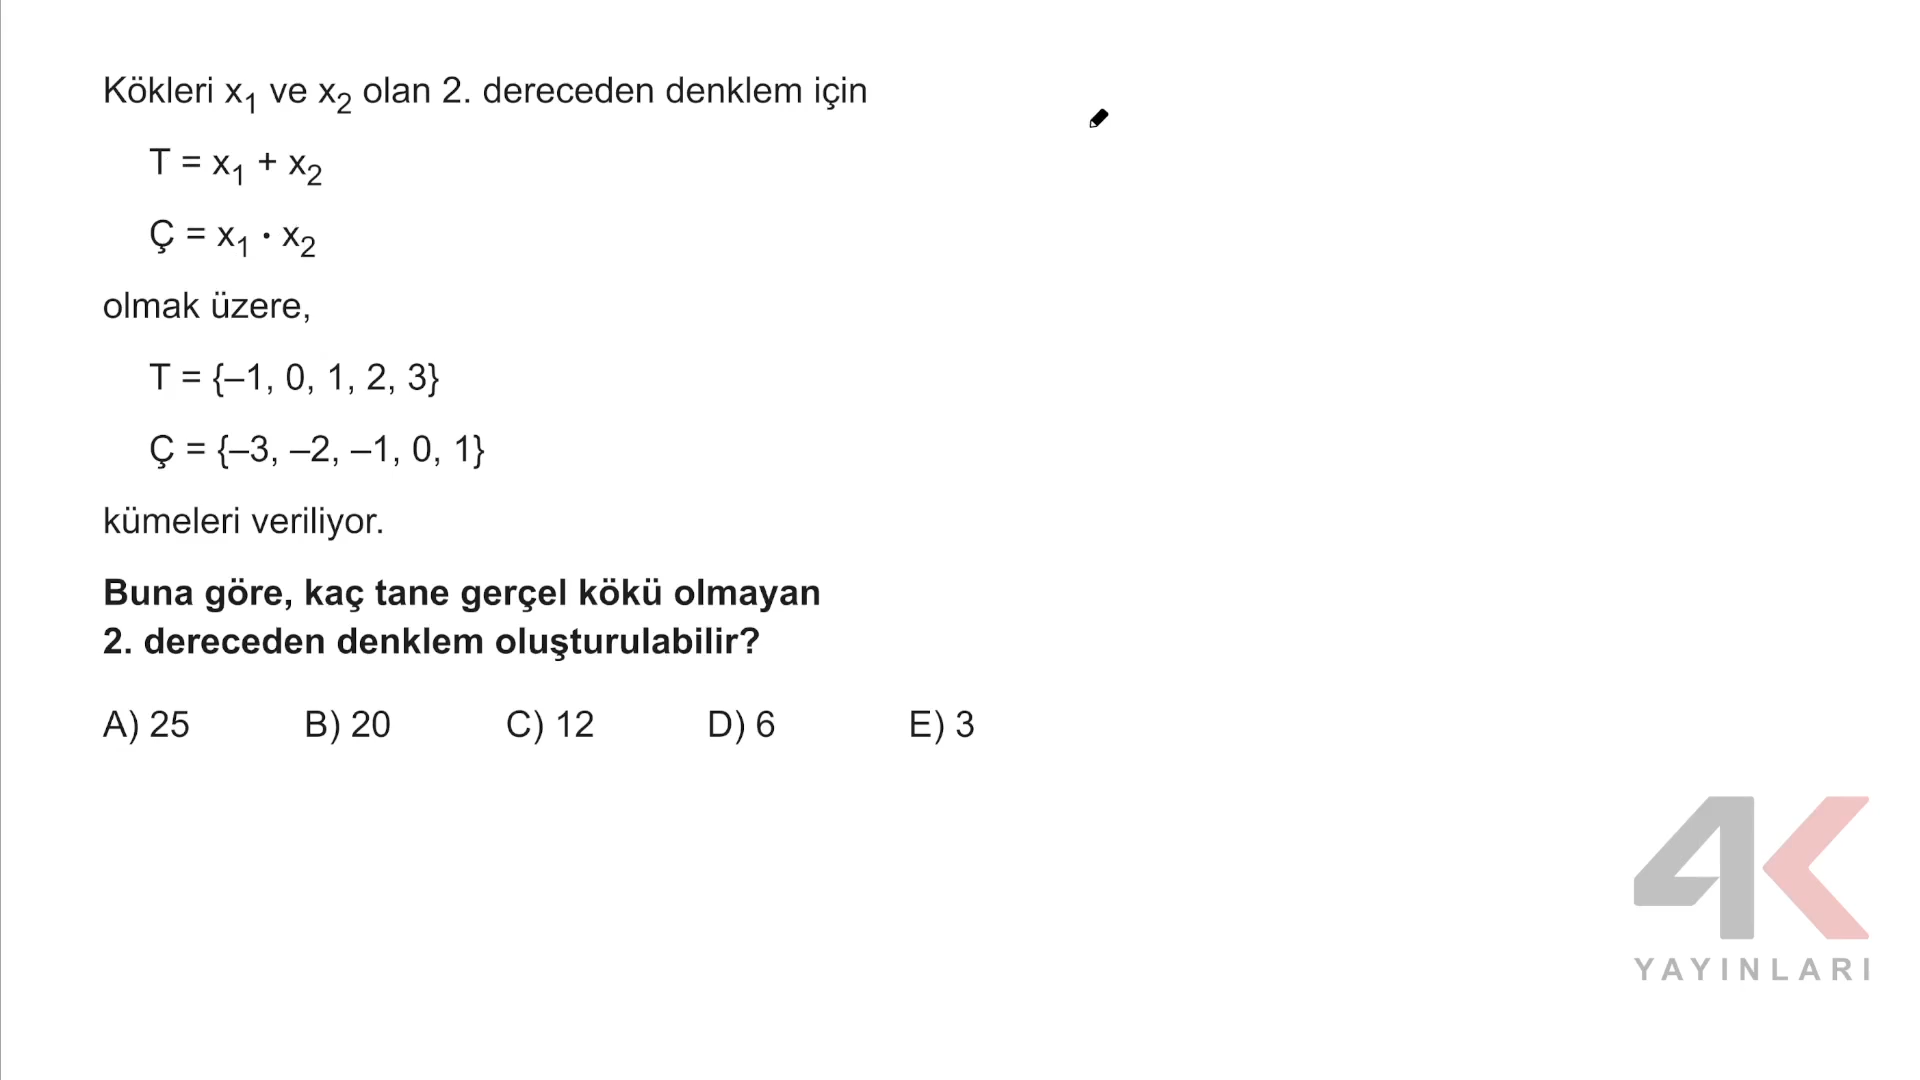 Kökleri x₁ ve x₂ olan 2. dereceden denklem için
T = x₁ + x₂
Ç = x₁ · x₂
olmak üzere,
T = {–1, 0, 1, 2, 3}
Ç = {–3, –2, –1, 0, 1}
kümeleri veriliyor.
Buna göre, kaç tane gerçel kökü olmayan
2. dereceden denklem oluşturulabilir?
A) 25 B) 20 C) 12 D) 6 E) 3
4K
YAYINLARI